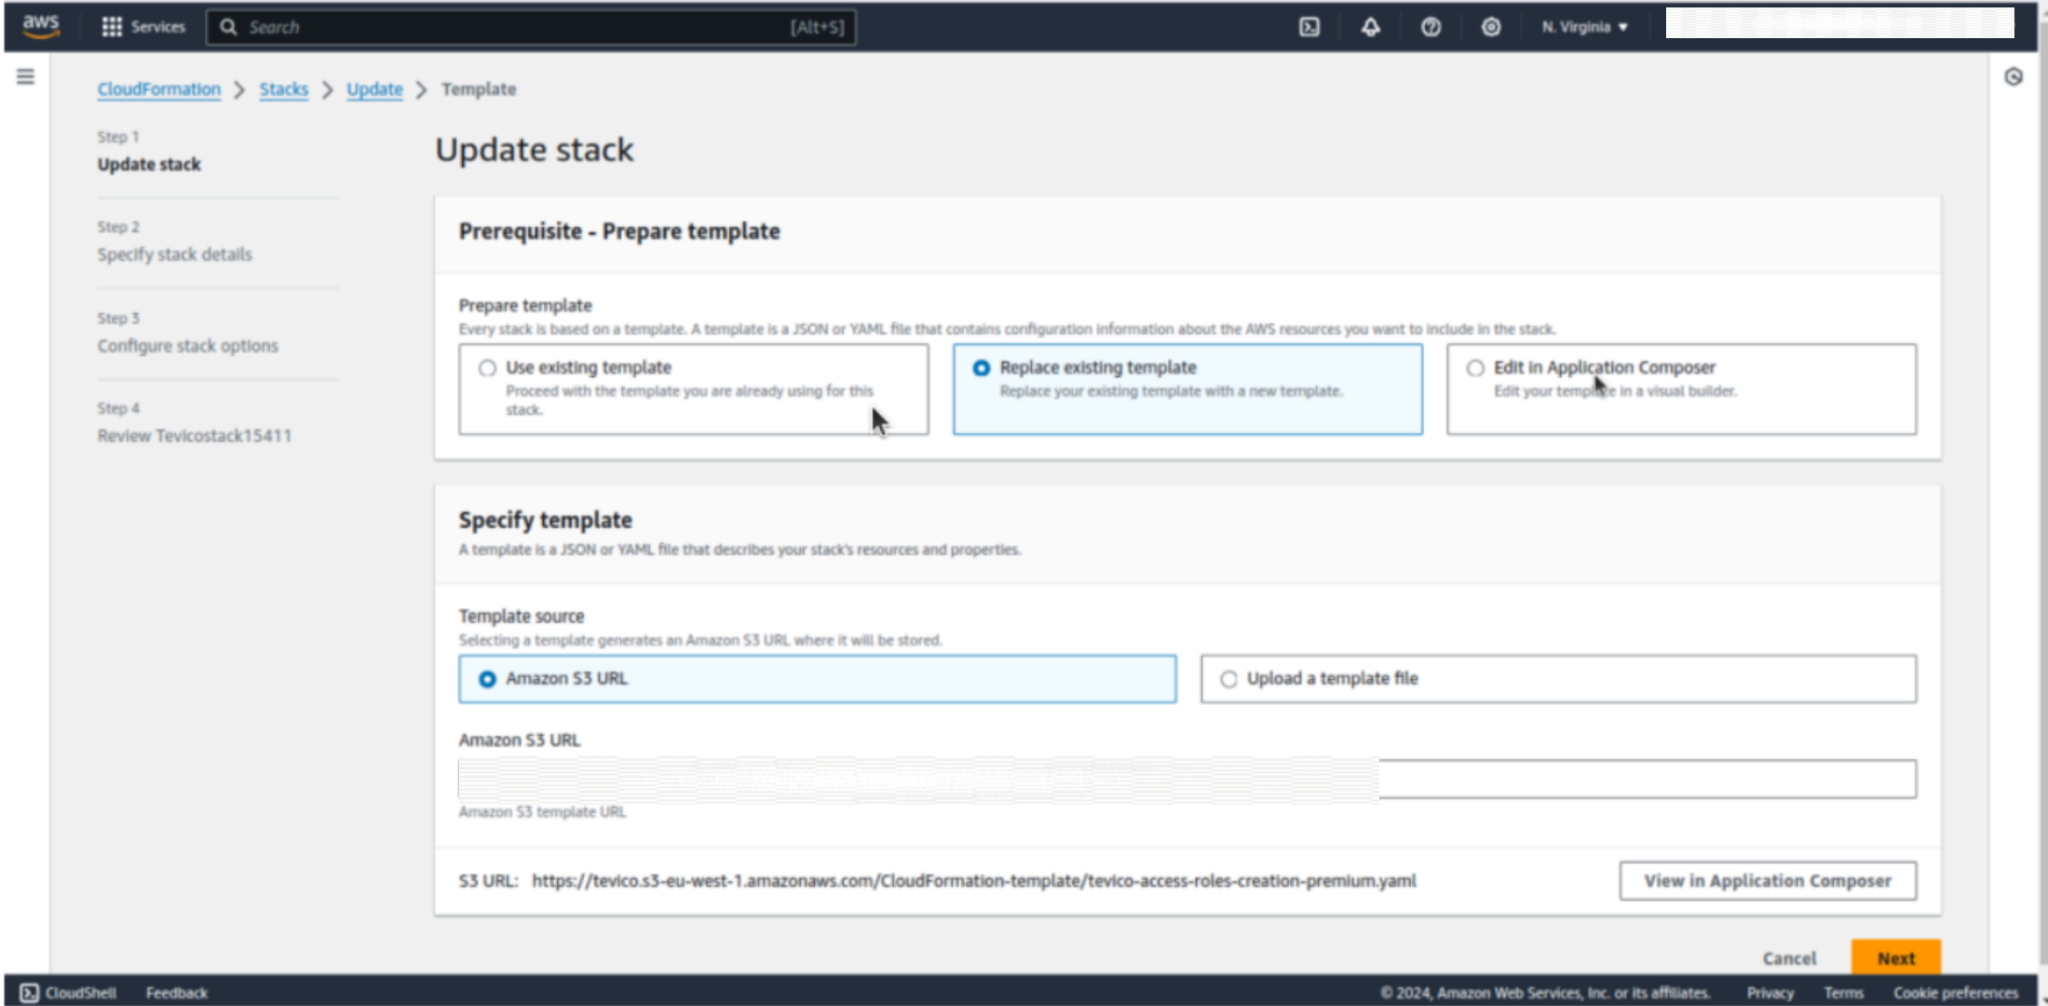 aws
Services
Search [Alt+S]
N. Virginia
CloudFormation > Stacks > Update > Template
Step 1
Update stack
Step 2
Specify stack details
Step 3
Configure stack options
Step 4
Review Tevicostack15411
Update stack
Prerequisite - Prepare template
Prepare template
Every stack is based on a template. A template is a JSON or YAML file that contains configuration information about the AWS resources you want to include in the stack.
Use existing template
Proceed with the template you are already using for this
stack.
Replace existing template
Replace your existing template with a new template.
Edit in Application Composer
Edit your template in a visual builder.
Specify template
A template is a JSON or YAML file that describes your stack's resources and properties.
Template source
Selecting a template generates an Amazon S3 URL where it will be stored.
Amazon S3 URL
Upload a template file
Amazon S3 URL
Amazon S3 template URL
S3 URL: https://tevico.s3-eu-west-1.amazonaws.com/CloudFormation-template/tevico-access-roles-creation-premium.yaml
View in Application Composer
Cancel
Next
CloudShell
Feedback
© 2024, Amazon Web Services, Inc. or its affiliates.
Privacy
Terms
Cookie preferences